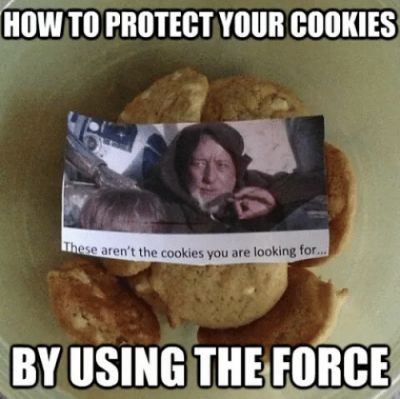 HOW TO PROTECT YOUR COOKIES
These aren't the cookies you are looking for...
BY USING THE FORCE